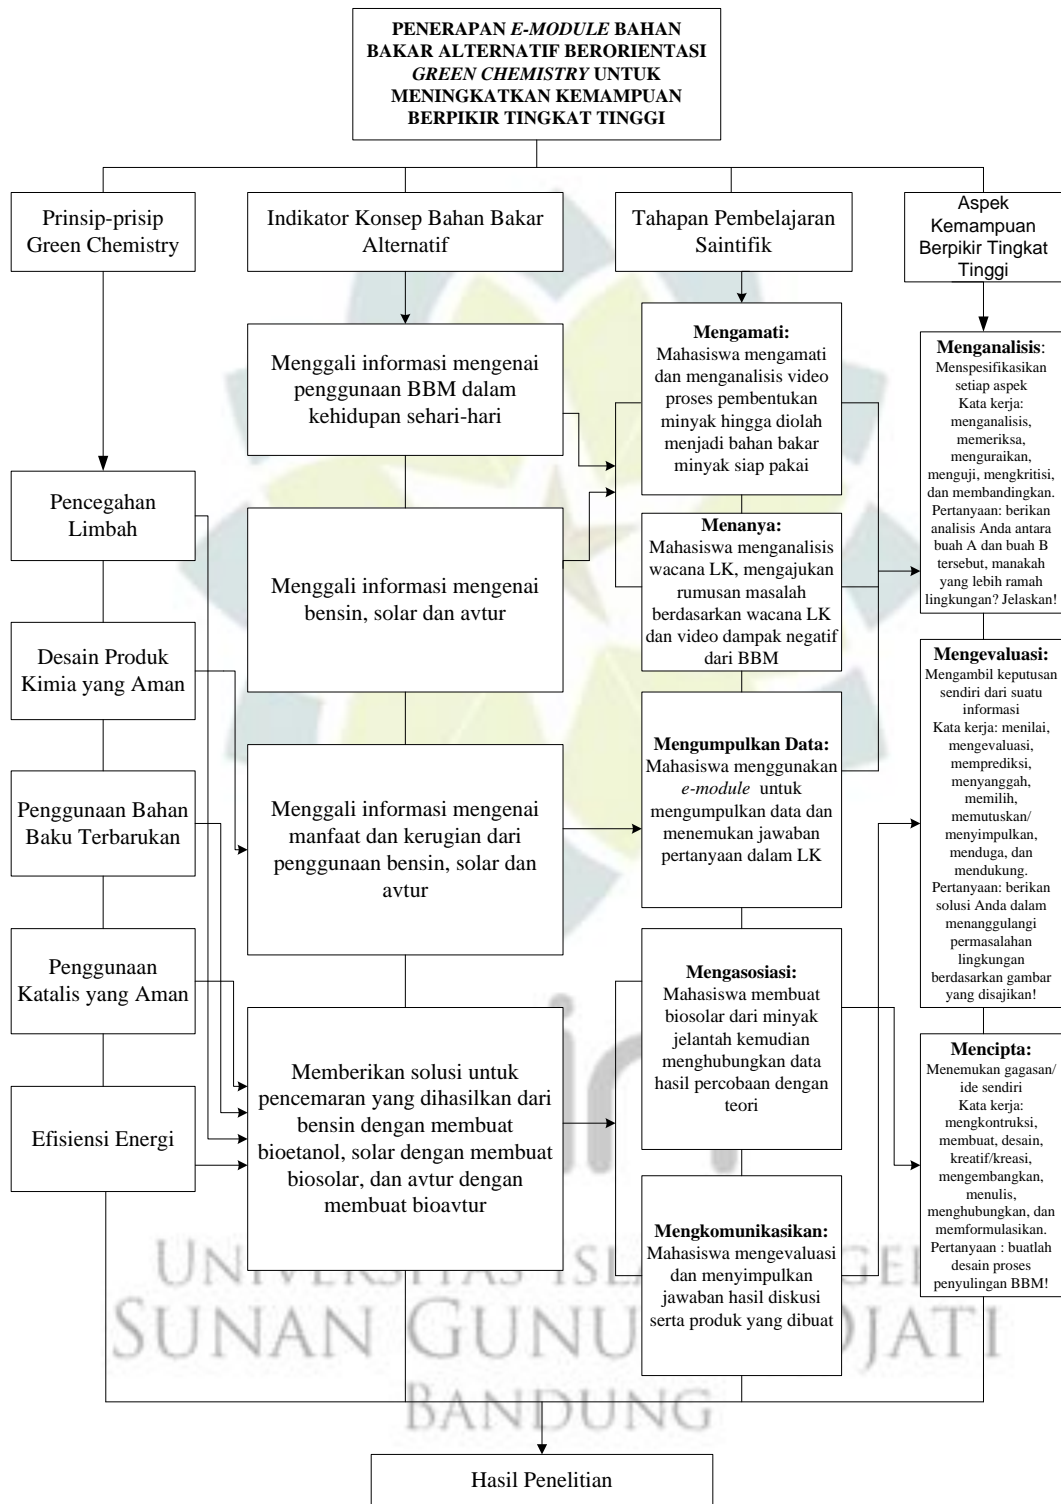 PENERAPAN E-MODULE BAHAN
BAKAR ALTERNATIF BERORIENTASI
GREEN CHEMISTRY UNTUK
MENINGKATKAN KEMAMPUAN
BERPIKIR TINGKAT TINGGI
Prinsip-prisip
Green Chemistry
Pencegahan
Limbah
Desain Produk
Kimia yang Aman
Penggunaan Bahan
Baku Terbarukan
Penggunaan
Katalis yang Aman
Efisiensi Energi
Indikator Konsep Bahan Bakar
Alternatif
Menggali informasi mengenai
penggunaan BBM dalam
kehidupan sehari-hari
Menggali informasi mengenai
bensin, solar dan avtur
Menggali informasi mengenai
manfaat dan kerugian dari
penggunaan bensin, solar dan
avtur
Memberikan solusi untuk
pencemaran yang dihasilkan dari
bensin dengan membuat
bioetanol, solar dengan membuat
biosolar, dan avtur dengan
membuat bioavtur
Tahapan Pembelajaran
Saintifik
Mengamati:
Mahasiswa mengamati
dan menganalisis video
proses pembentukan
minyak hingga diolah
menjadi bahan bakar
minyak siap pakai
Menanya:
Mahasiswa menganalisis
wacana LK, mengajukan
rumusan masalah
berdasarkan wacana LK
dan video dampak negatif
dari BBM
Mengumpulkan Data:
Mahasiswa menggunakan
e-module untuk
mengumpulkan data dan
menemukan jawaban
pertanyaan dalam LK
Mengasosiasi:
Mahasiswa membuat
biosolar dari minyak
jelantah kemudian
menghubungkan data
hasil percobaan dengan
teori
Mengkomunikasikan:
Mahasiswa mengevaluasi
dan menyimpulkan
jawaban hasil diskusi
serta produk yang dibuat
Aspek
Kemampuan
Berpikir Tingkat
Tinggi
Menganalisis:
Menspesifikasikan
setiap aspek
Kata kerja:
menganalisis,
memeriksa,
menguraikan,
menguji, mengkritisi,
dan membandingkan.
Pertanyaan: berikan
analisis Anda antara
buah A dan buah B
tersebut, manakah
yang lebih ramah
lingkungan? Jelaskan!
Mengevaluasi:
Mengambil keputusan
sendiri dari suatu
informasi
Kata kerja: menilai,
mengevaluasi,
memprediksi,
menyanggah,
memilih,
memutuskan/
menyimpulkan,
menduga, dan
mendukung.
Pertanyaan: berikan
solusi Anda dalam
menanggulangi
permasalahan
lingkungan
berdasarkan gambar
yang disajikan!
Mencipta:
Menemukan gagasan/
ide sendiri
Kata kerja:
mengkontruksi,
membuat, desain,
kreatif/kreasi,
mengembangkan,
menulis,
menghubungkan, dan
memformulasikan.
Pertanyaan : buatlah
desain proses
penyulingan BBM!
SUNAN GUNU DJATI
BANDUNG
Hasil Penelitian